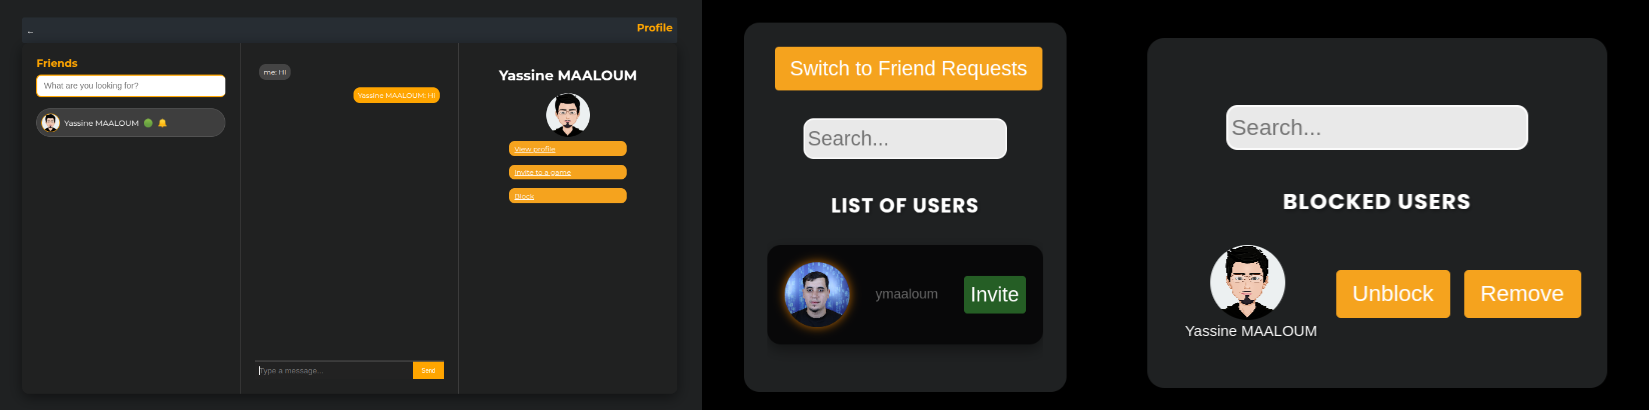 ←
Profile
Friends
What are you looking for?
Yassine MAALOUM
me: Hi
Yassine MAALOUM: Hi
Type a message...
Send
Yassine MAALOUM
View profile
Invite to a game
Block
Switch to Friend Requests
Search...
LIST OF USERS
ymaaloum
Invite
Search...
BLOCKED USERS
Yassine MAALOUM
Unblock
Remove